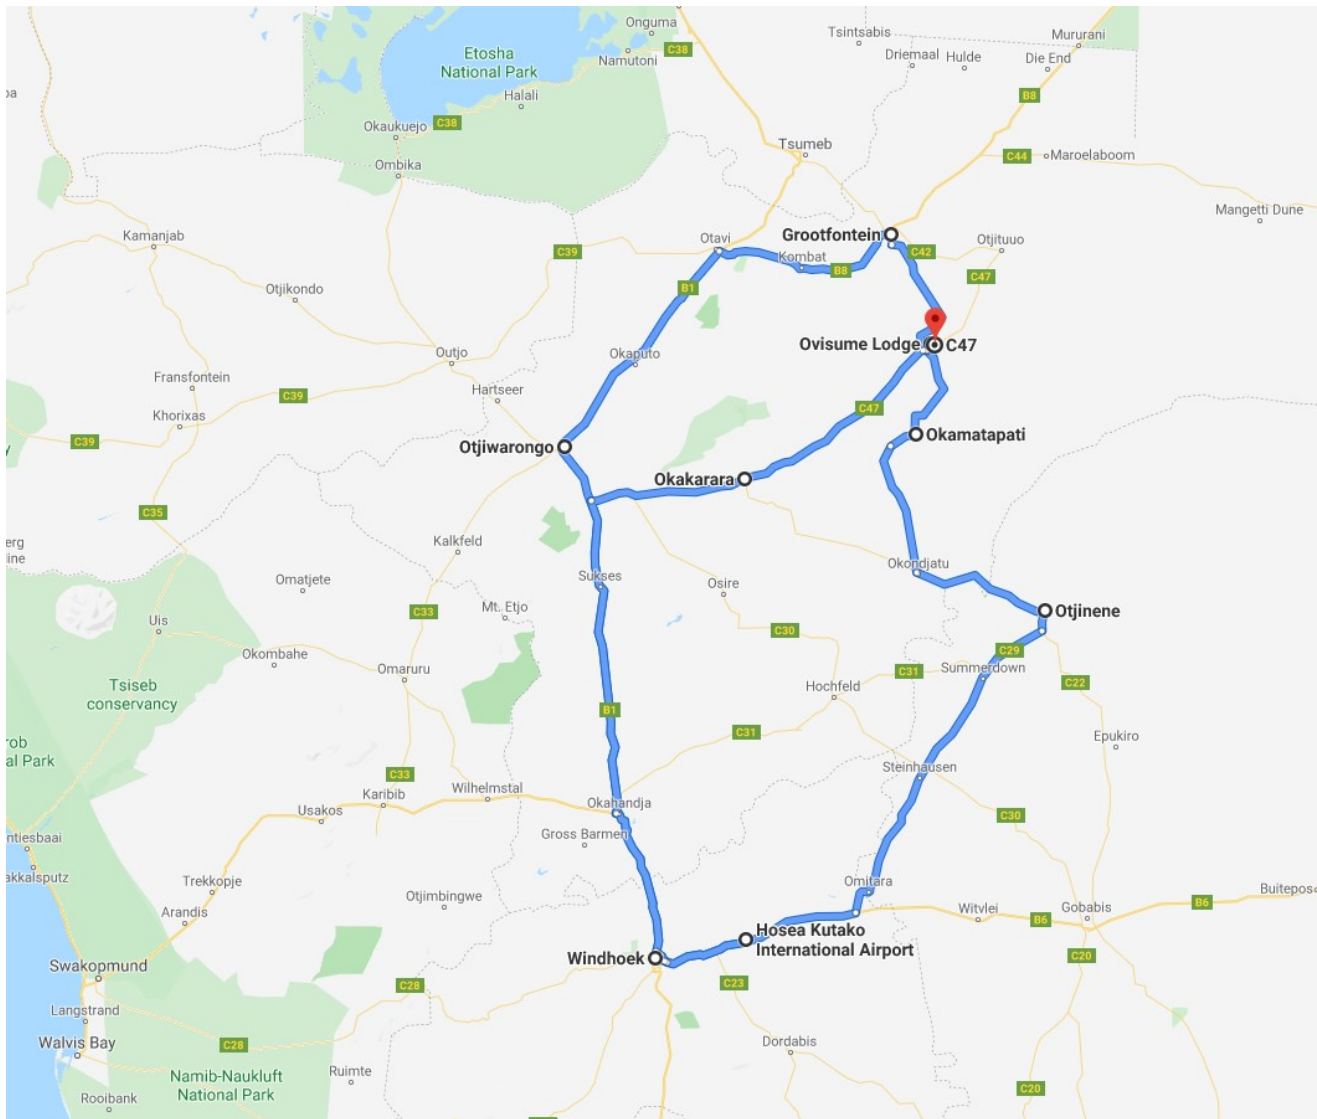 Onguma
Tsintsabis
Mururani
Etosha
National Park
C38
Namutoni
Driemaal
Hulde
Die End
Halali
B8
Okaukuejo
C38
Tsumeb
Ombika
C44
Maroelaboom
Mangetti Dune
Kamanjab
Grootfontein
Otavi
Otjituuo
C39
Kombat
C42
B8
C47
Otjikondo
B1
Ovisume Lodge
C47
Okaputo
Outjo
Fransfontein
Hartseer
C39
C47
Khorixas
C39
Otjiwarongo
Okamatapati
Okakarara
C35
Kalkfeld
Okondjatu
Omatjete
Sukses
Osire
Mt. Etjo
C33
Otjinene
Uis
C30
Okombahe
C29
Omaruru
Summerdown
C31
C22
Tsiseb
conservancy
Hochfeld
B1
C31
Epukiro
C33
Steinhausen
Karibib
Wilhelmstal
Okahandja
Usakos
C30
Gross Barmen
Trekkopje
Omitara
Otjimbingwe
Buitepos
Arandis
Witvlei
Gobabis
B6
B6
Hosea Kutako
International Airport
Windhoek
Swakopmund
C20
C28
C23
Langstrand
Walvis Bay
C28
Dordabis
Namib-Naukluft
National Park
Ruimte
C20
Rooibank